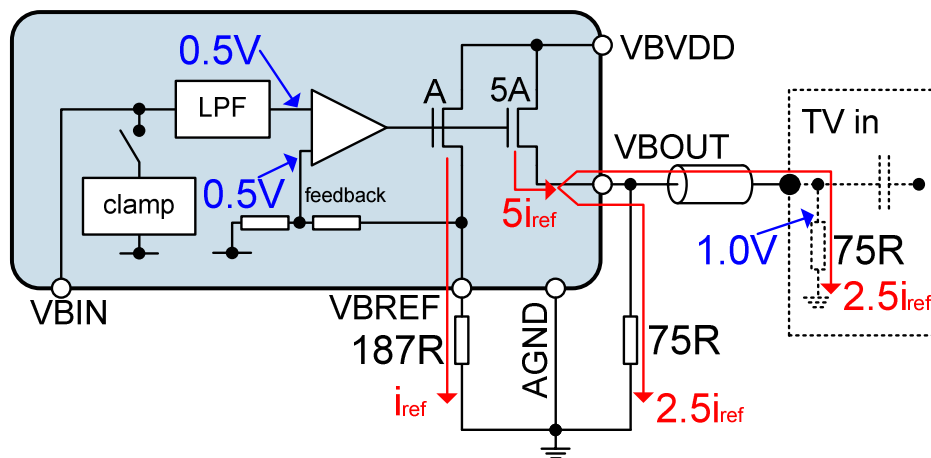 0.5V
VBVDD
A
5A
LPF
TV in
VBOUT
0.5V
feedback
clamp
5iref
1.0V
75R
2.5iref
VBIN
VBREF
AGND
187R
75R
iref
2.5iref